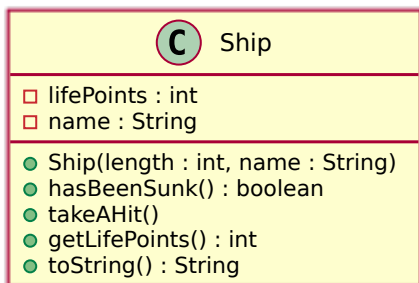 C Ship
lifePoints : int
name : String
Ship(length : int, name : String)
hasBeenSunk() : boolean
takeAHit()
getLifePoints() : int
toString() : String